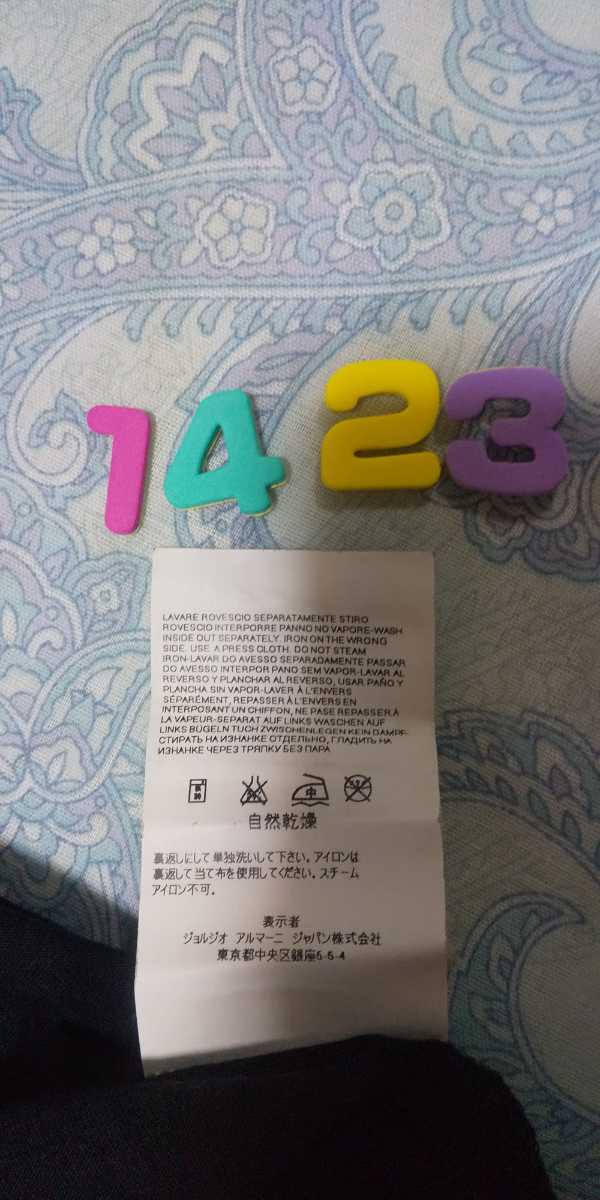 1 4 2 3
LAVARE ROVESCIO SEPARATAMENTE STIRO
ROVESCIO INTERPORRE PANNO NO VAPORE-WASH
INSIDE OUT SEPARATELY. IRON ON THE WRONG
SIDE. USE A PRESS CLOTH. DO NOT STEAM
IRON-LAVAR DO AVESSO SEPARADAMENTE PASSAR
DO AVESSO INTERPOR PANO SEM VAPOR-LAVAR AL
REVERSO Y PLANCHAR AL REVERSO, USAR PAÑO Y
PLANCHA SIN VAPOR-LAVER À L'ENVERS
SÉPARÉMENT, REPASSER À L'ENVERS EN
INTERPOSANT UN CHIFFON, NE PASE REPASSER À
LA VAPEUR-SEPARAT AUF LINKS WASCHEN AUF
LINKS BÜGELN TUCH ZWISCHENLEGEN KEIN DAMPF-
СТИРАТЬ НА ИЗНАНКЕ ОТДЕЛЬНО, ГЛАДИТЬ НА
ИЗНАНКЕ ЧЕРЕЗ ТРЯПКУ БЕЗ ПАРА
中
自然乾燥
裏返しにして単独洗いして下さい。アイロンは
裏返して当て布を使用してください。スチーム
アイロン不可。
表示者
ジョルジオ アルマーニ ジャパン株式会社
東京都中央区銀座5-5-4